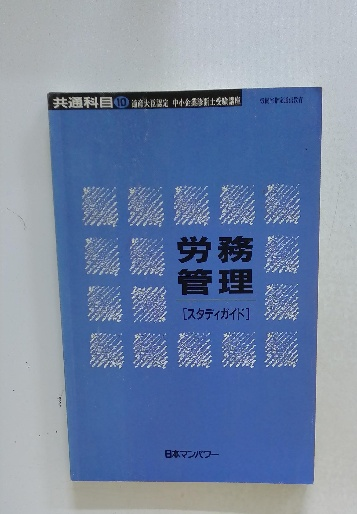 共通科目 10 通産大臣認定 中小企業診断士受験講座
労務
管理
[スタディガイド]
日本マンパワー